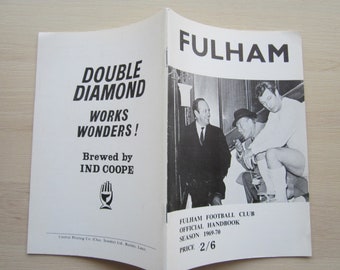 DOUBLE
DIAMOND
WORKS
WONDERS!
Brewed by
IND COOPE
FULHAM
FULHAM FOOTBALL CLUB
OFFICIAL HANDBOOK
SEASON 1969-70
PRICE 2/6